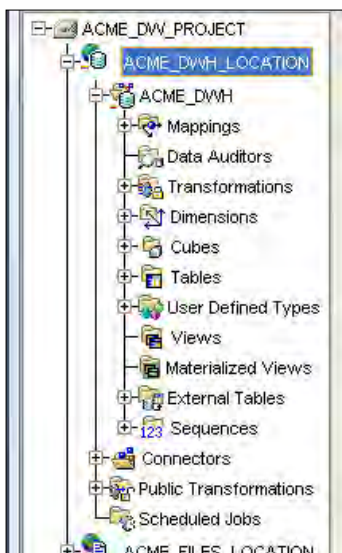 ACME_DW_PROJECT
ACME_DWH_LOCATION
ACME_DWH
Mappings
Data Auditors
Transformations
Dimensions
Cubes
Tables
User Defined Types
Views
Materialized Views
External Tables
123 Sequences
Connectors
Public Transformations
Scheduled Jobs
ACME_FILES_LOCATION